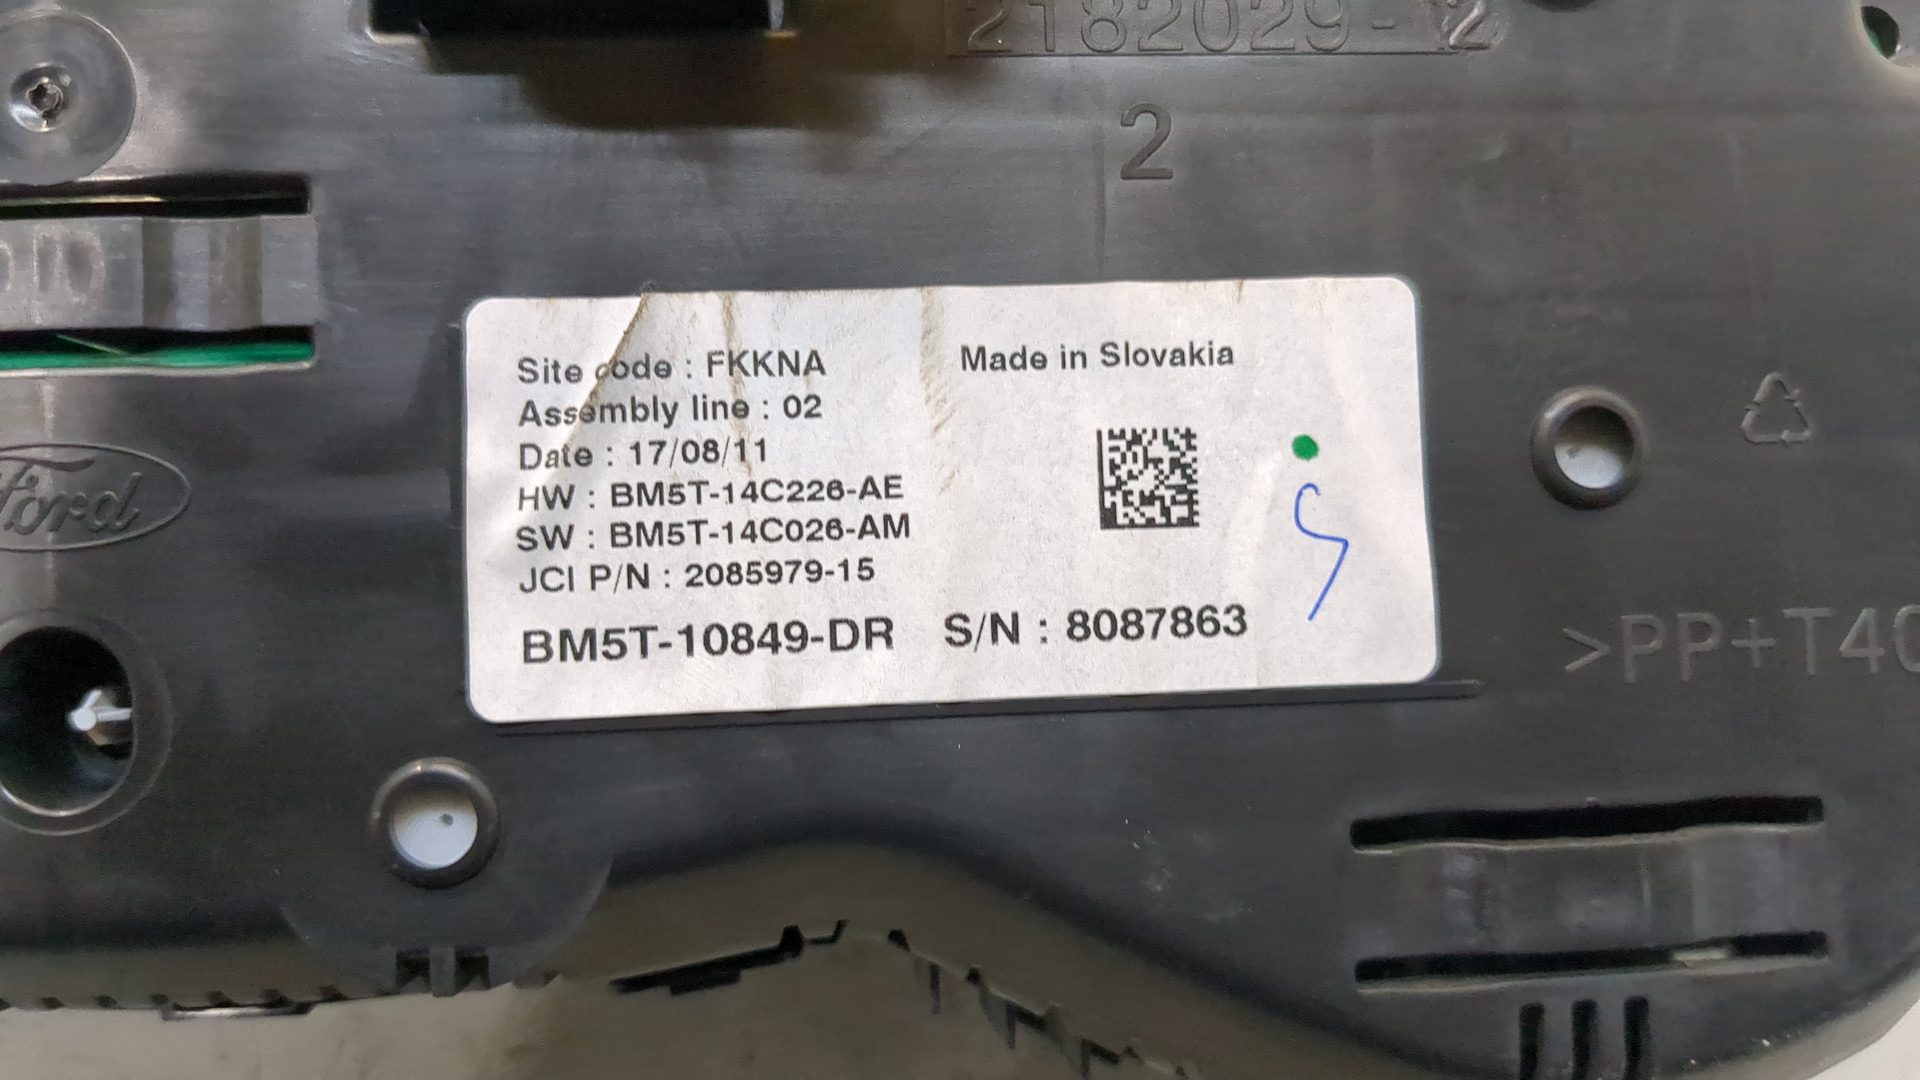 2182029-12
2
Site code : FKKNA
Made in Slovakia
Assembly line : 02
Date : 17/08/11
HW : BM5T-14C226-AE
SW : BM5T-14C026-AM
JCI P/N : 2085979-15
BM5T-10849-DR
S/N : 8087863
Ford
>PP+T40